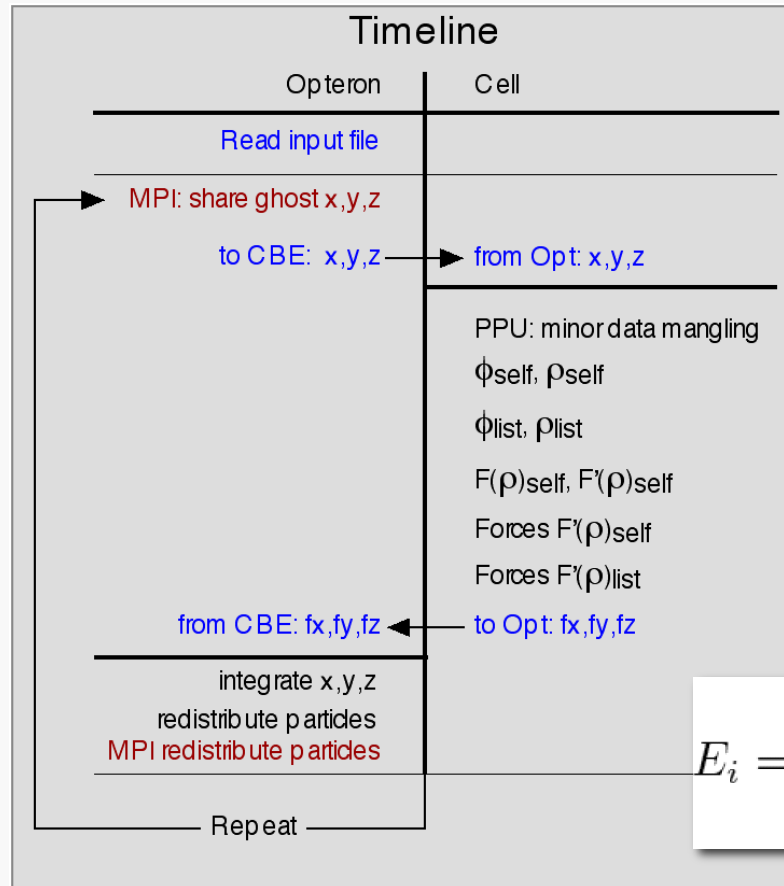 Timeline
Opteron Cell
Read input file
MPI: share ghost x,y,z
to CBE: x,y,z from Opt: x,y,z
PPU: minor data mangling
ϕself, ρself
ϕlist, ρlist
F(ρ)self, F'(ρ)self
Forces F'(ρ)self
Forces F'(ρ)list
from CBE: fx,fy,fz to Opt: fx,fy,fz
integrate x,y,z
redistribute particles
MPI redistribute particles
E_i =
Repeat